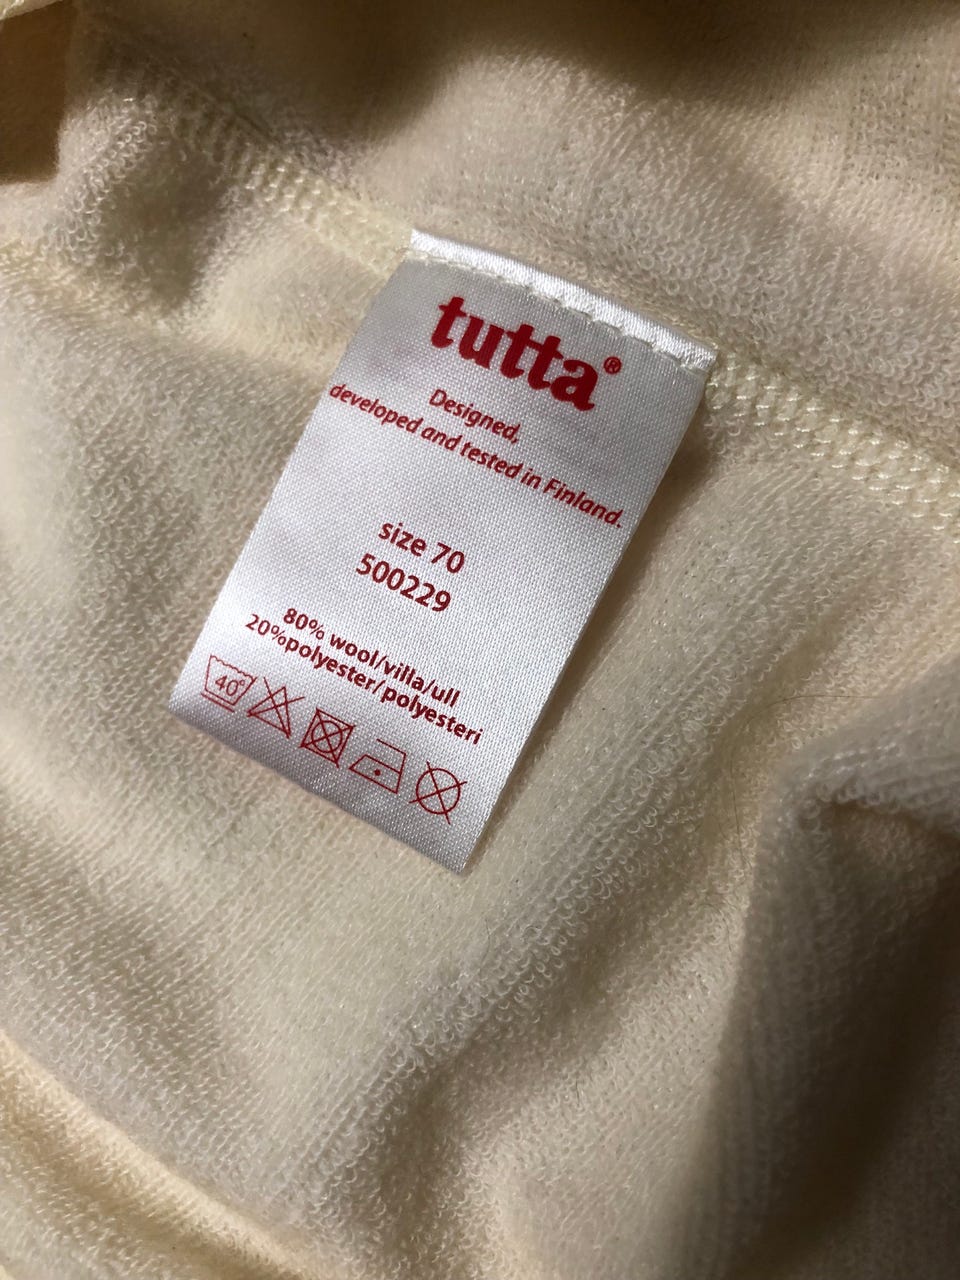 tutta®
Designed,
developed and tested in Finland.
size 70
500229
80% wool/villa/ull
20%polyester/polyesteri
40°